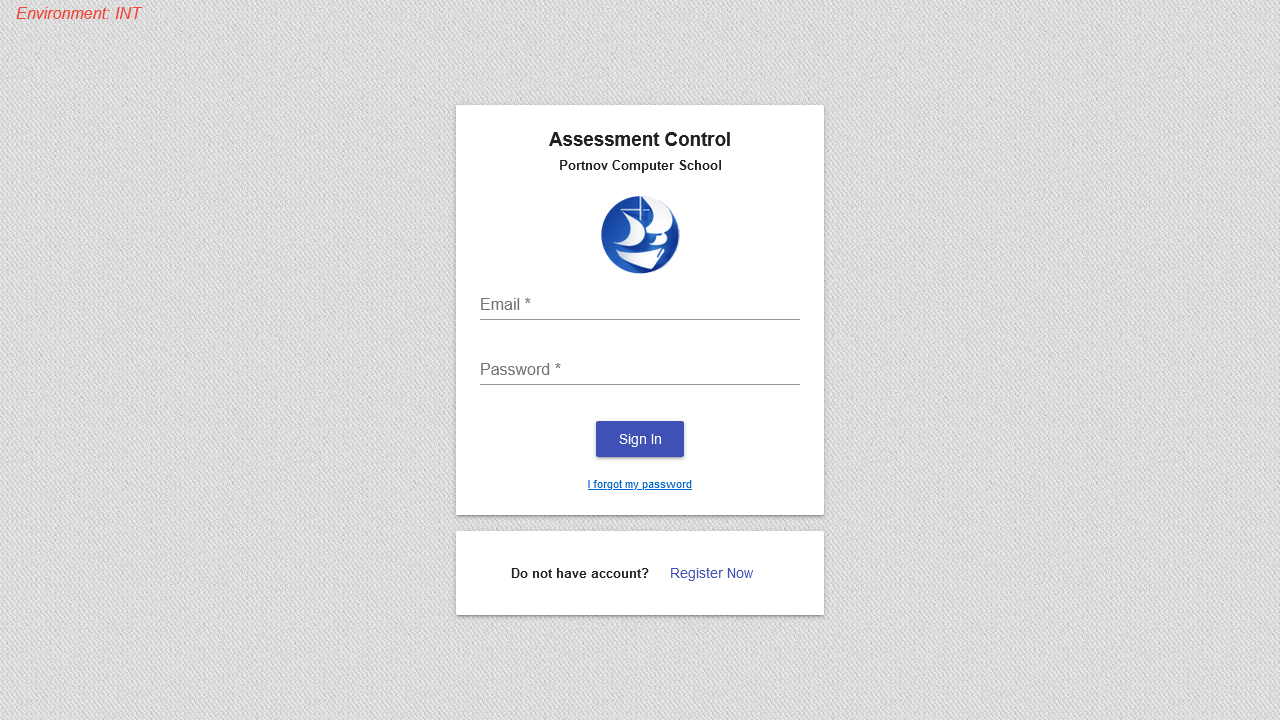 Environment: INT
Assessment Control
Portnov Computer School
Email *
Password *
Sign In
I forgot my password
Do not have account? Register Now